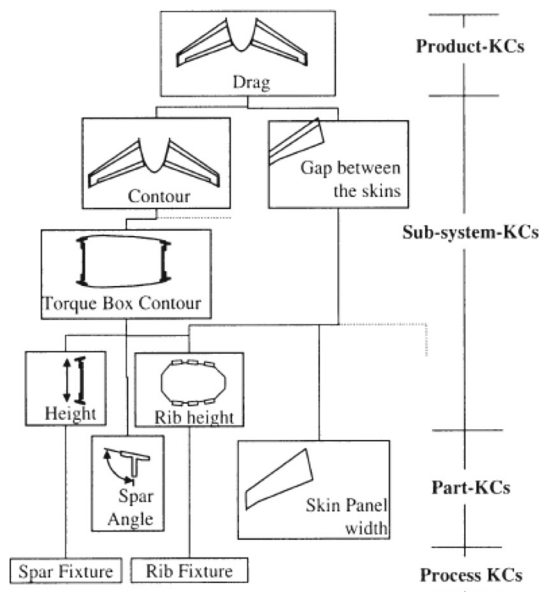 Product-KCs
Drag
Contour
Gap between
the skins
Sub-system-KCs
Torque Box Contour
Height
Rib height
Spar
Angle
Skin Panel
width
Part-KCs
Spar Fixture
Rib Fixture
Process KCs